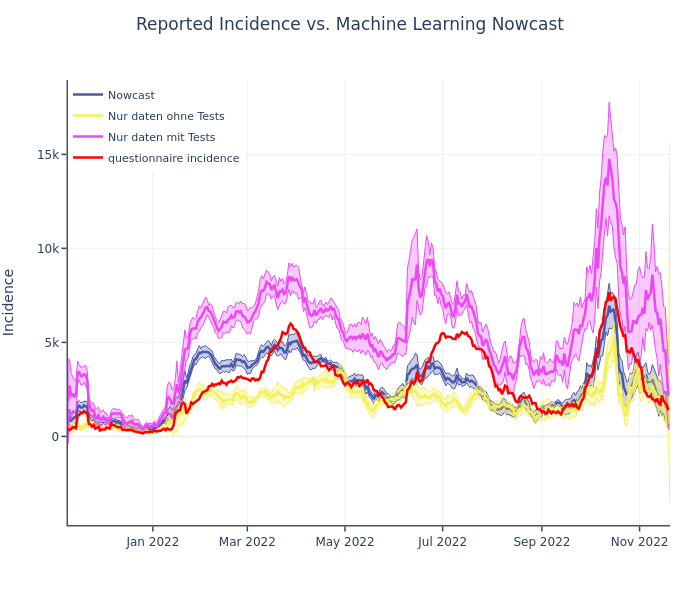 Reported Incidence vs. Machine Learning Nowcast
Nowcast
Nur daten ohne Tests
Nur daten mit Tests
questionnaire incidence
15k
10k
5k
0
Incidence
Jan 2022
Mar 2022
May 2022
Jul 2022
Sep 2022
Nov 2022